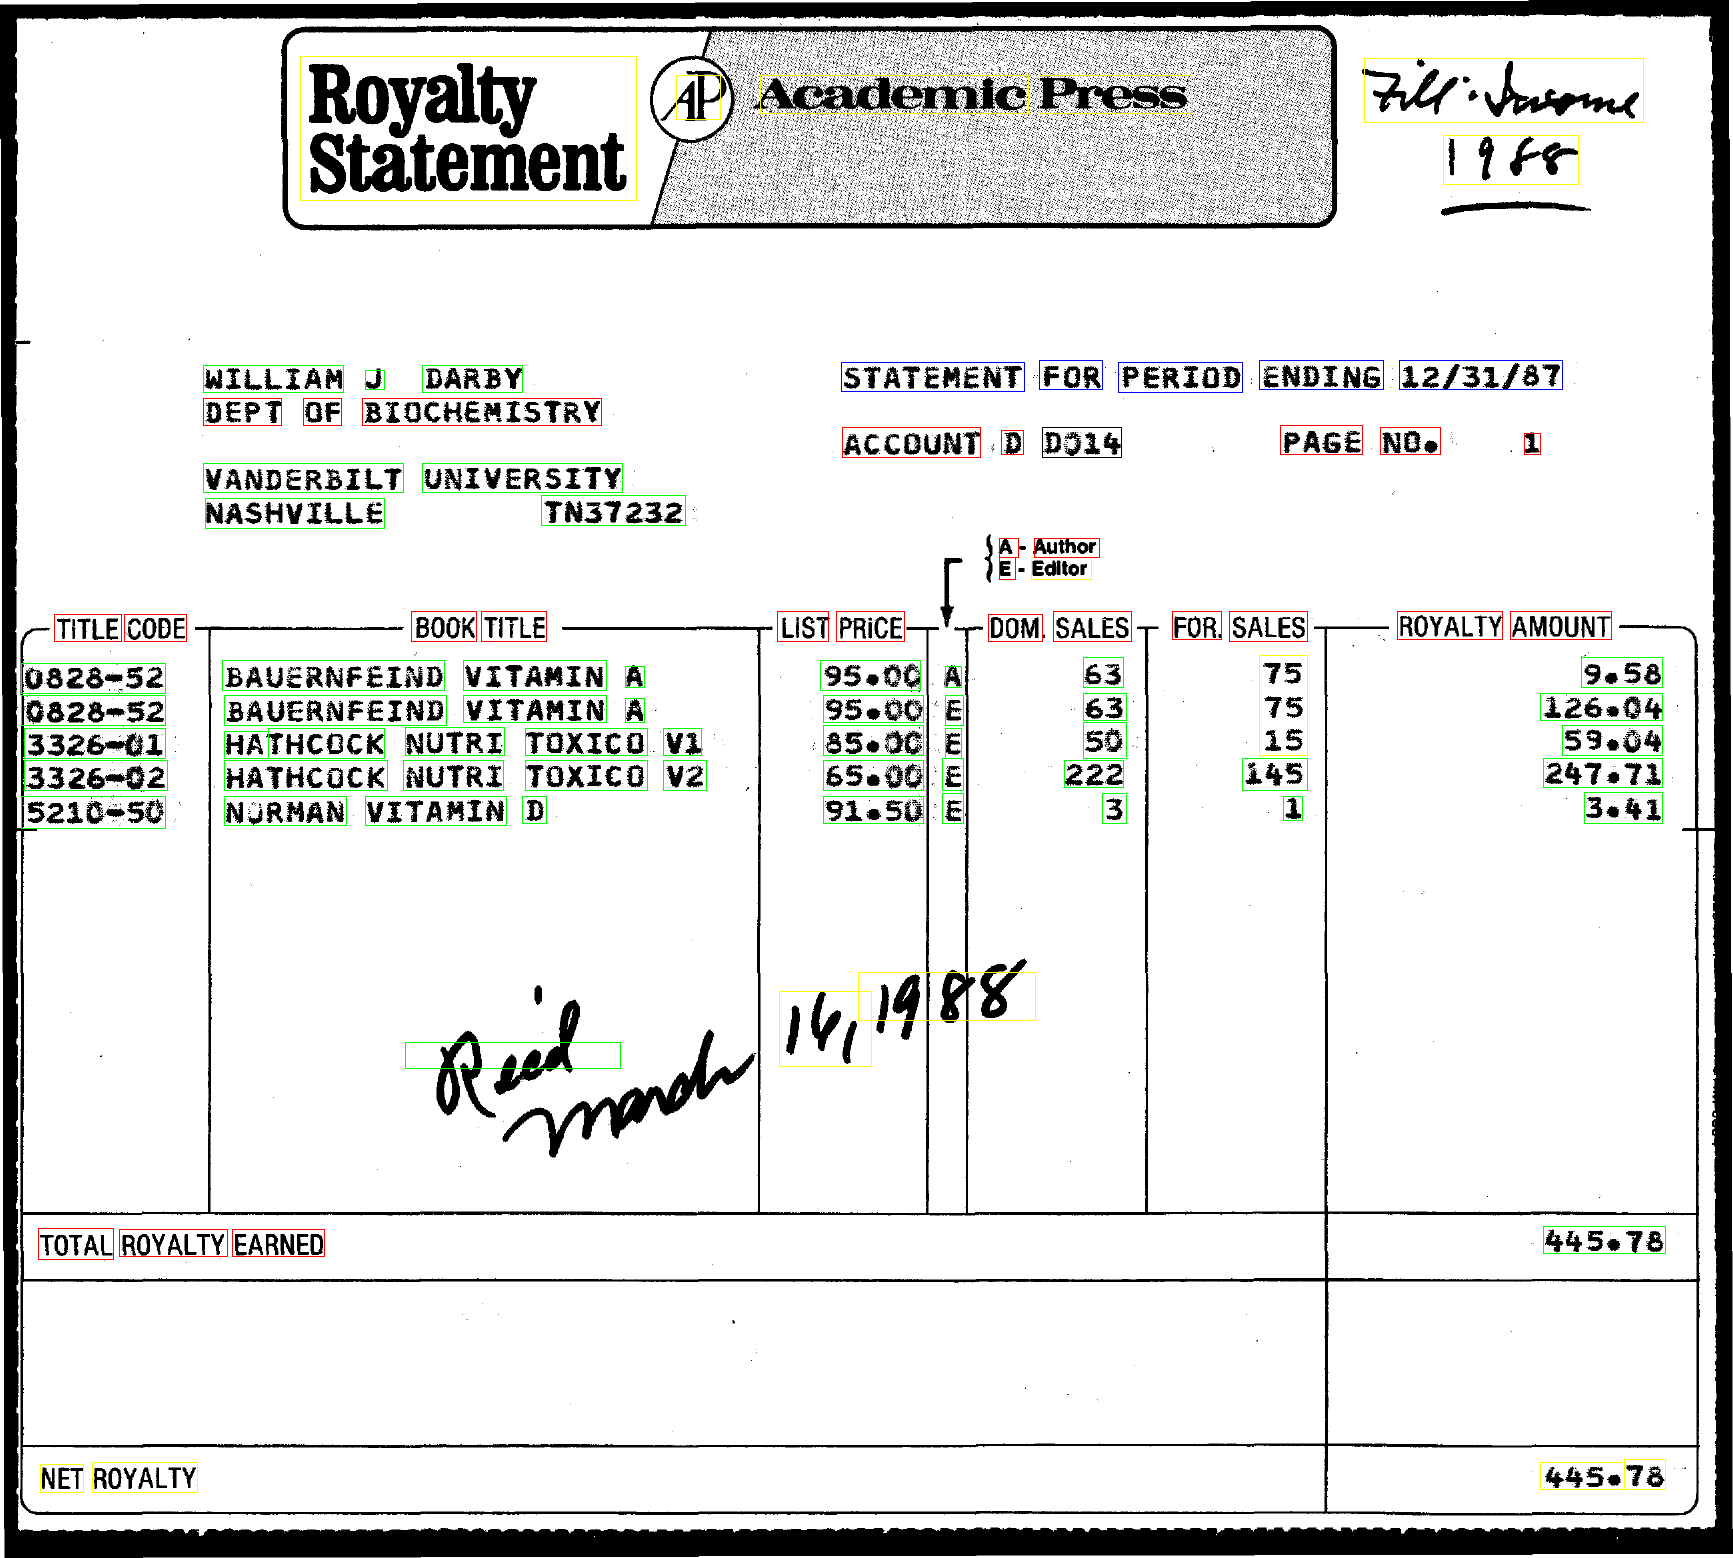 Royalty
Statement
AP Academic Press
Fill: Income
1988
WILLIAM J DARBY
DEPT OF BIOCHEMISTRY
VANDERBILT UNIVERSITY
NASHVILLE TN37232
STATEMENT FOR PERIOD ENDING 12/31/87
ACCOUNT D D014 PAGE NO. 1
A - Author
E - Editor
TITLE CODE BOOK TITLE LIST PRICE DOM. SALES FOR. SALES ROYALTY AMOUNT
0828-52 BAUERNFEIND VITAMIN A 95.00 A 63 75 9.58
0828-52 BAUERNFEIND VITAMIN A 95.00 E 63 75 126.04
3326-01 HATHCOCK NUTRI TOXICO V1 85.00 E 50 15 59.04
3326-02 HATHCOCK NUTRI TOXICO V2 65.00 E 222 145 247.71
5210-50 NORMAN VITAMIN D 91.50 E 3 1 3.41
Rec'd
March 16, 1988
TOTAL ROYALTY EARNED 445.78
NET ROYALTY 445.78